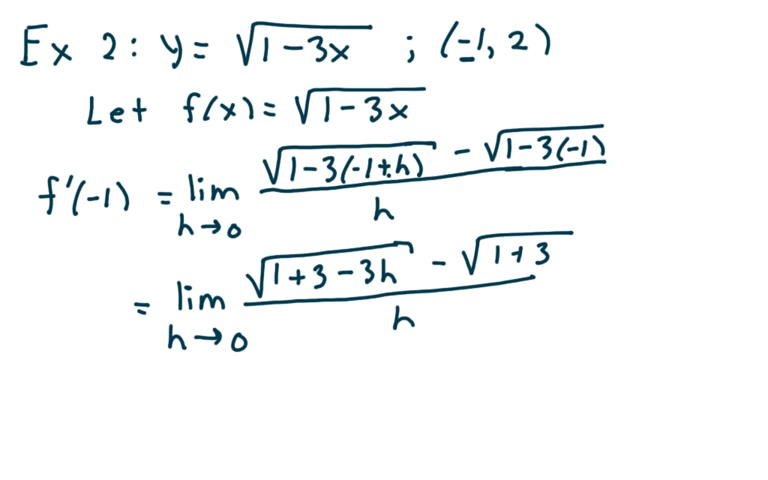 Ex 2: y = √(1-3x) ; (-1, 2)
Let f(x) = √(1-3x)
f'(-1) = lim h→0 (√(1-3(-1+h)) - √(1-3(-1))) / h
= lim h→0 (√(1+3-3h) - √(1+3)) / h